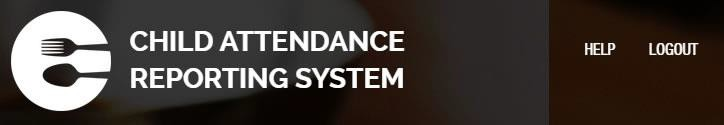 CHILD ATTENDANCE
REPORTING SYSTEM
HELP LOGOUT